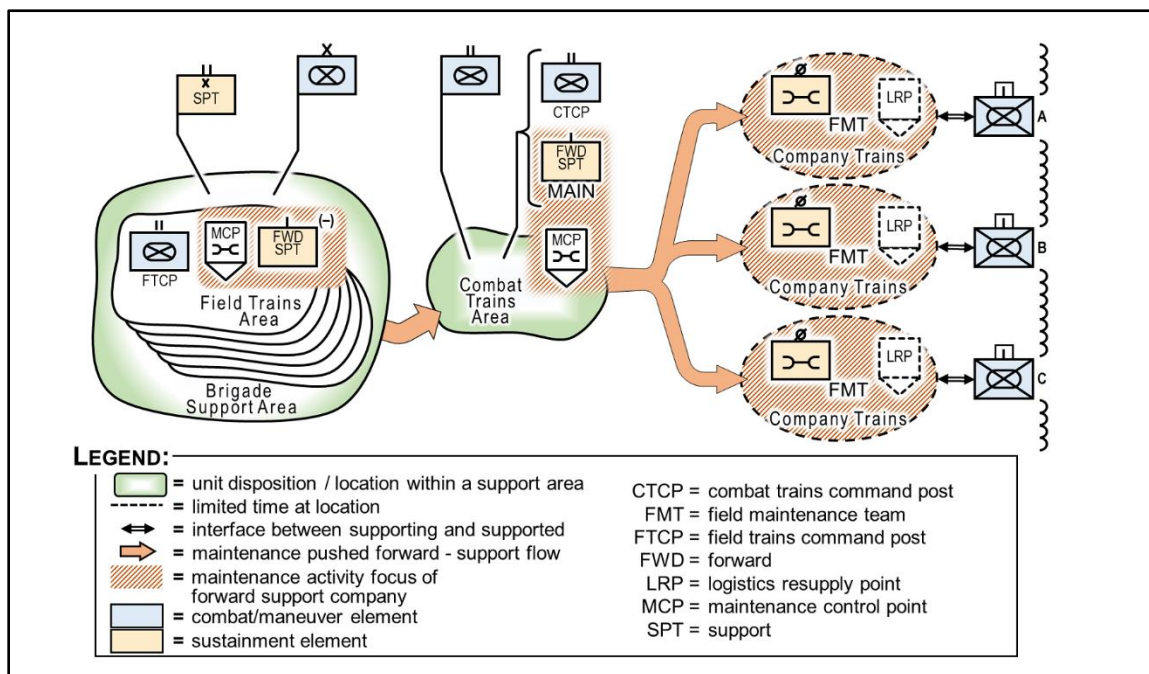 SPT
FTCP
MCP
FWD
SPT
(-)
Field Trains
Area
Brigade
Support Area
CTCP
FWD
SPT
MAIN
MCP
Combat
Trains
Area
LRP
FMT
Company Trains
A
LRP
FMT
Company Trains
B
LRP
FMT
Company Trains
C
LEGEND:
= unit disposition / location within a support area
= limited time at location
= interface between supporting and supported
= maintenance pushed forward - support flow
= maintenance activity focus of
forward support company
= combat/maneuver element
= sustainment element
CTCP = combat trains command post
FMT = field maintenance team
FTCP = field trains command post
FWD = forward
LRP = logistics resupply point
MCP = maintenance control point
SPT = support